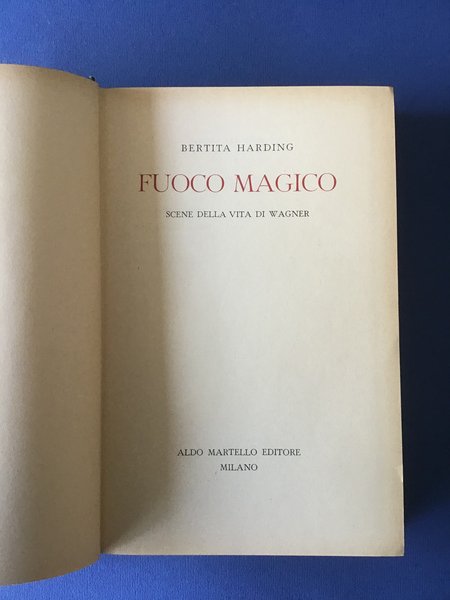 BERTITA HARDING
FUOCO MAGICO
SCENE DELLA VITA DI WAGNER
ALDO MARTELLO EDITORE
MILANO